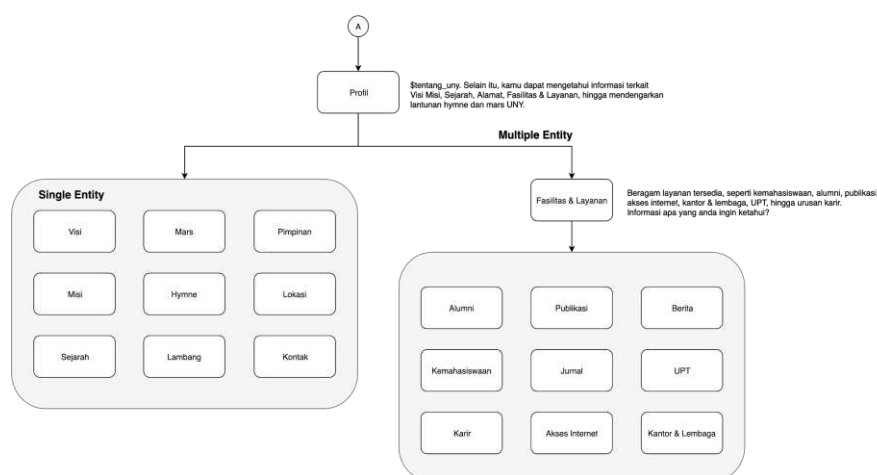 A
Profil
$tentang_uny. Selain itu, kamu dapat mengetahui informasi terkait
Visi Misi, Sejarah, Alamat, Fasilitas & Layanan, hingga mendengarkan
lantunan hymne dan mars UNY.
Multiple Entity
Single Entity
Visi
Mars
Pimpinan
Misi
Hymne
Lokasi
Sejarah
Lambang
Kontak
Fasilitas & Layanan
Beragam layanan tersedia, seperti kemahasiswaan, alumni, publikasi,
akses internet, kantor & lembaga, UPT, hingga urusan karir.
Informasi apa yang anda ingin ketahui?
Alumni
Publikasi
Berita
Kemahasiswaan
Jurnal
UPT
Karir
Akses Internet
Kantor & Lembaga